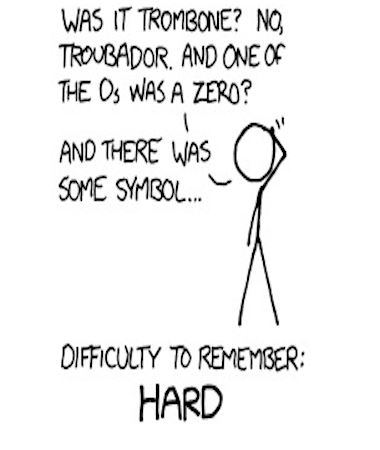 WAS IT TROMBONE? NO,
TROUBADOR. AND ONE OF
THE Os WAS A ZERO?
AND THERE WAS
SOME SYMBOL...
DIFFICULTY TO REMEMBER:
HARD